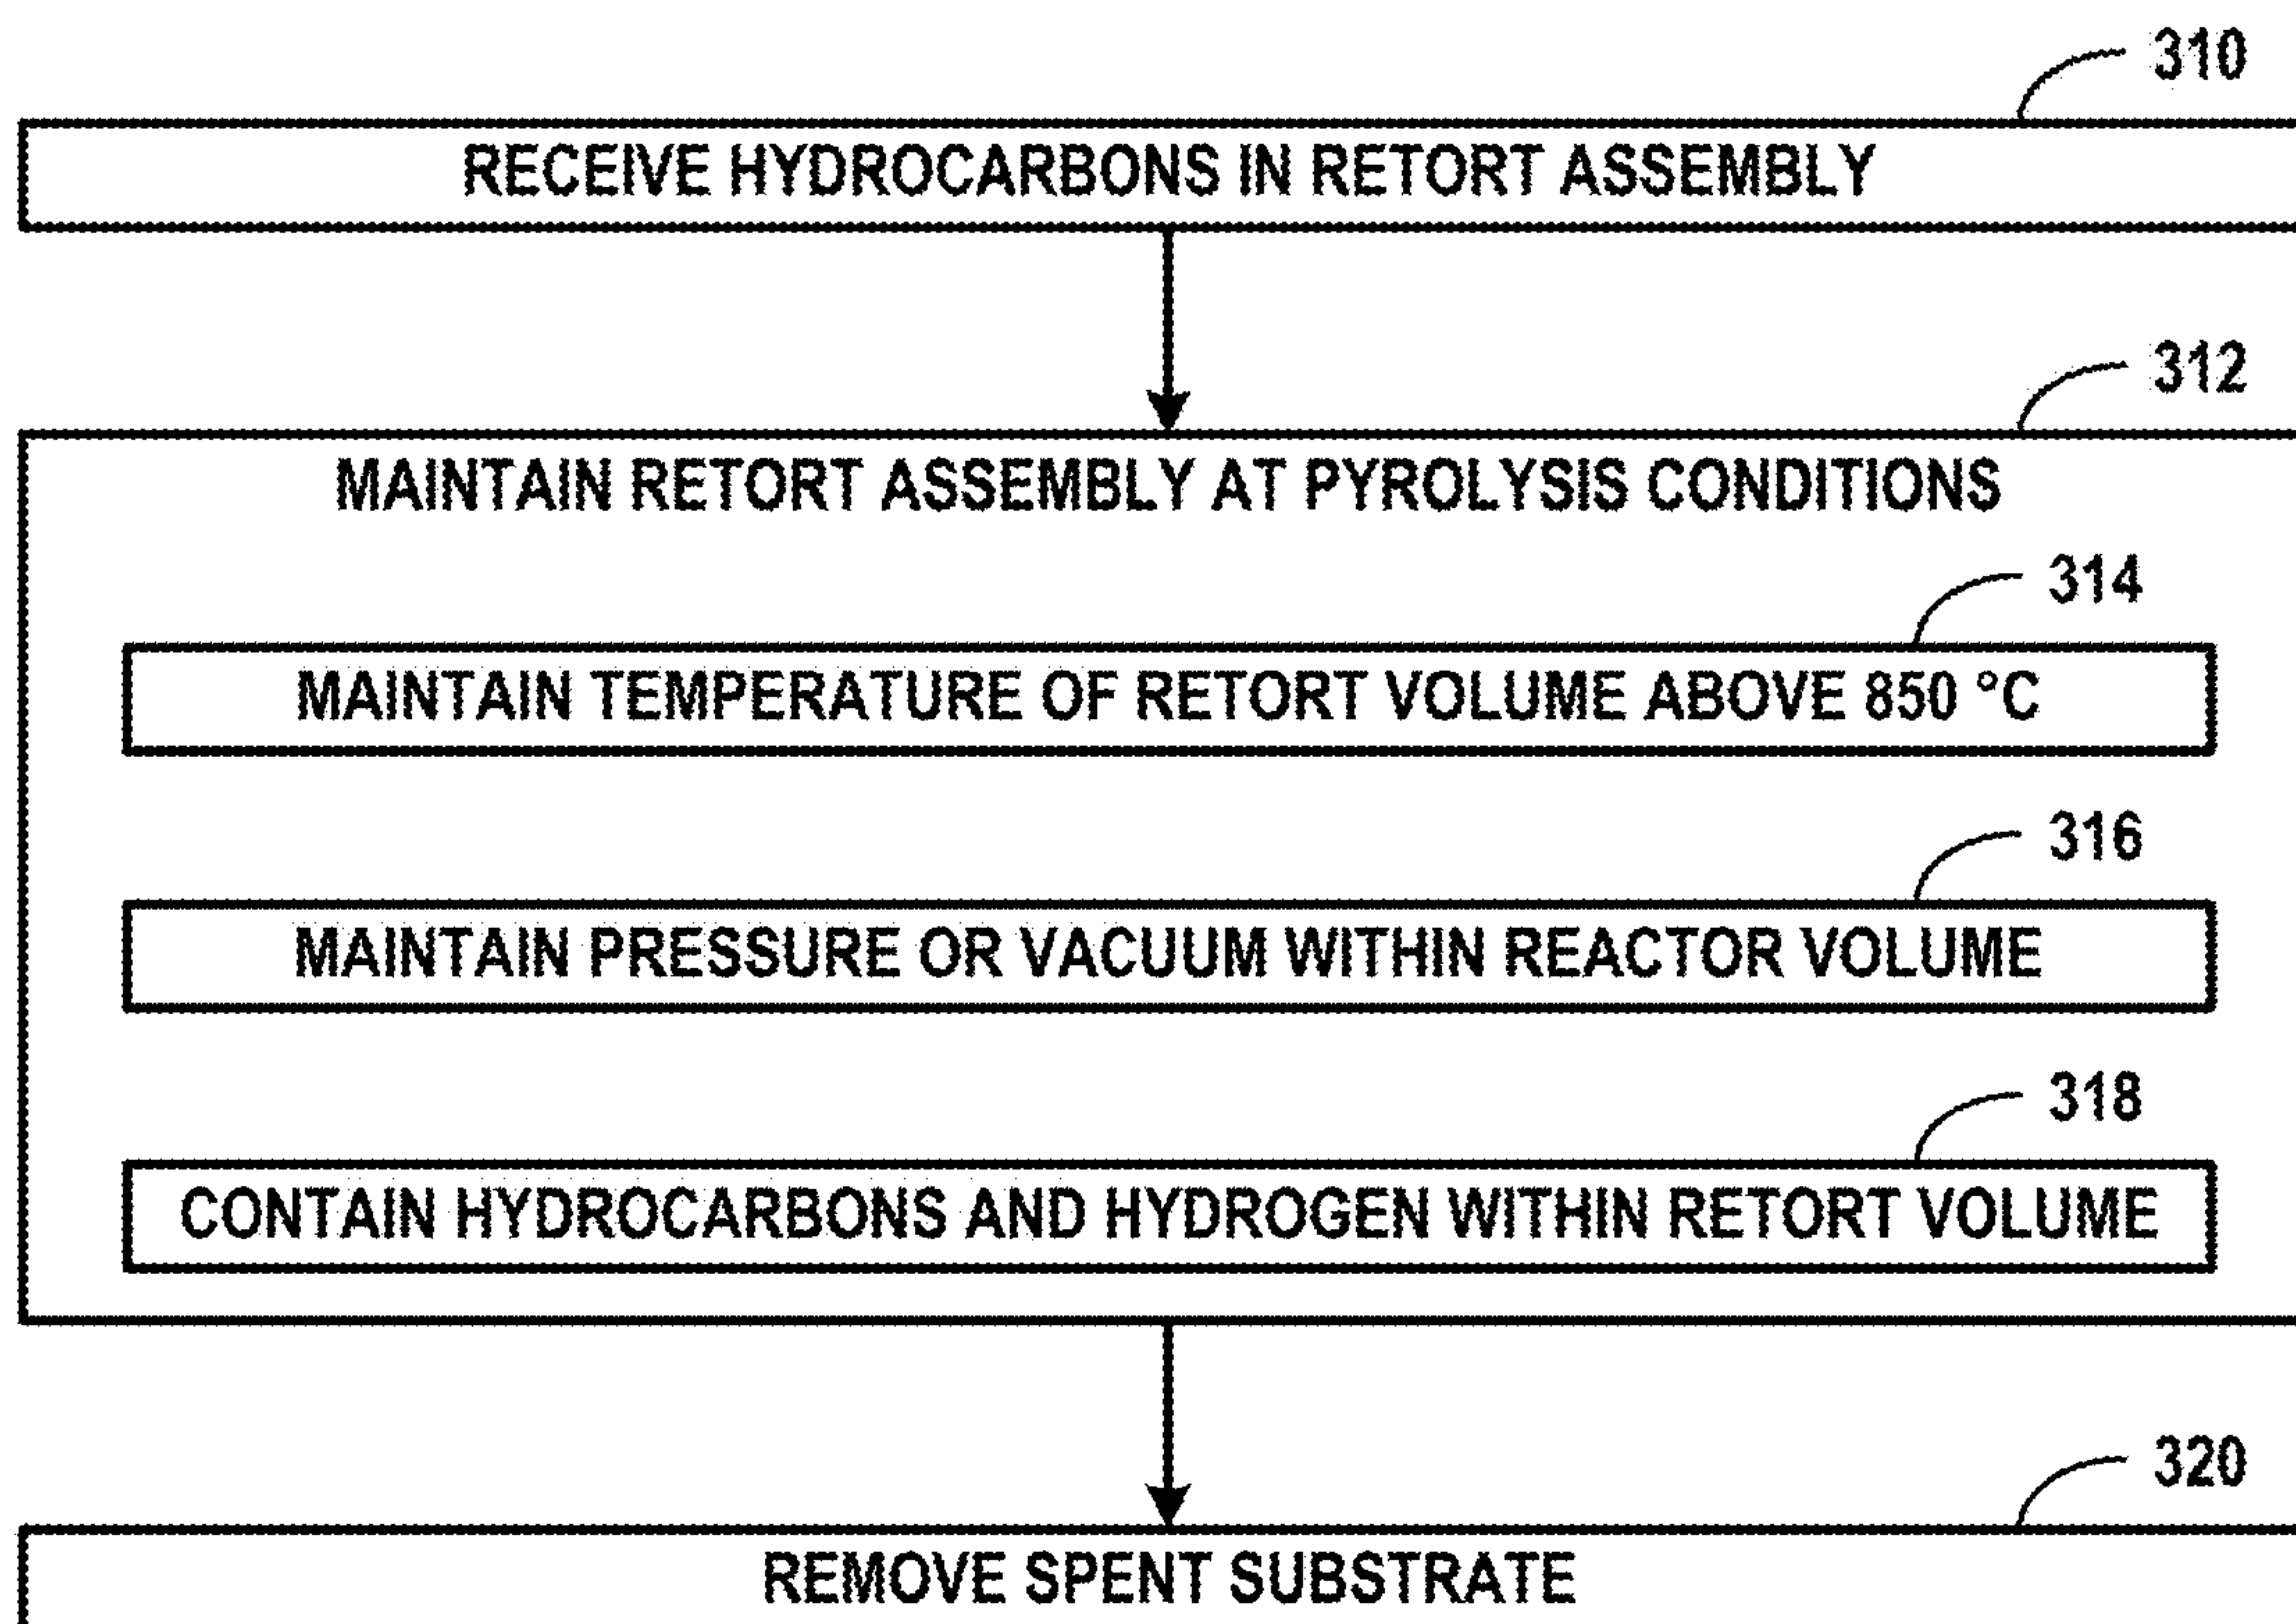 310
RECEIVE HYDROCARBONS IN RETORT ASSEMBLY
312
MAINTAIN RETORT ASSEMBLY AT PYROLYSIS CONDITIONS
314
MAINTAIN TEMPERATURE OF RETORT VOLUME ABOVE 850 °C
316
MAINTAIN PRESSURE OR VACUUM WITHIN REACTOR VOLUME
318
CONTAIN HYDROCARBONS AND HYDROGEN WITHIN RETORT VOLUME
320
REMOVE SPENT SUBSTRATE